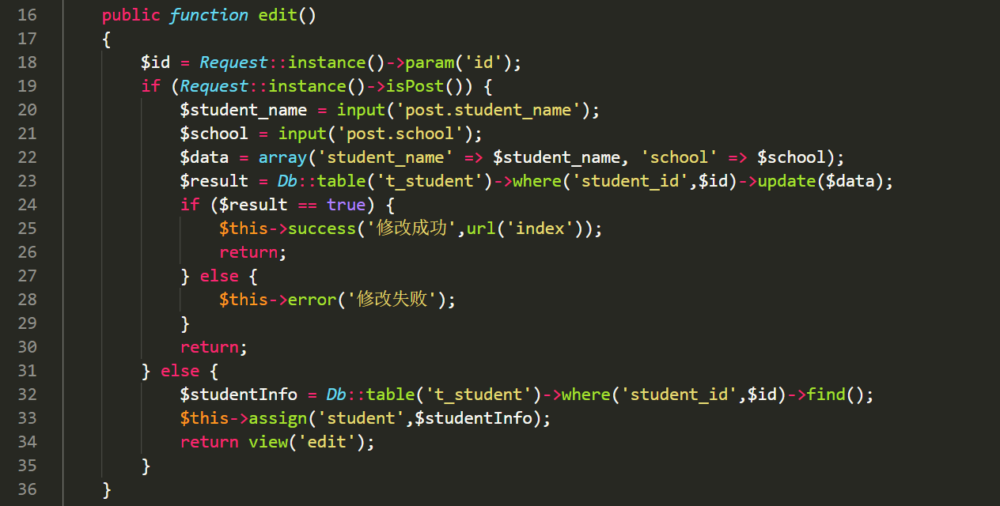 16 public function edit()
17 {
18 $id = Request::instance()->param('id');
19 if (Request::instance()->isPost()) {
20 $student_name = input('post.student_name');
21 $school = input('post.school');
22 $data = array('student_name' => $student_name, 'school' => $school);
23 $result = Db::table('t_student')->where('student_id',$id)->update($data);
24 if ($result == true) {
25 $this->success('修改成功',url('index'));
26 return;
27 } else {
28 $this->error('修改失败');
29 }
30 return;
31 } else {
32 $studentInfo = Db::table('t_student')->where('student_id',$id)->find();
33 $this->assign('student',$studentInfo);
34 return view('edit');
35 }
36 }